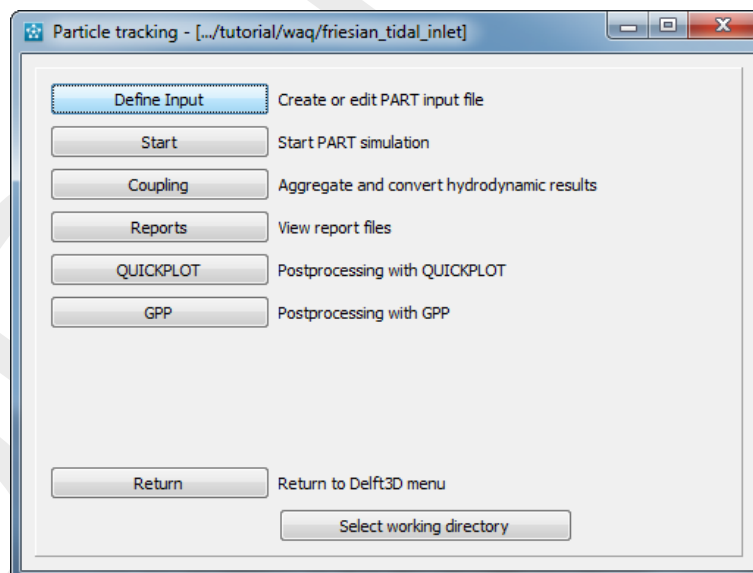 Particle tracking - [.../tutorial/waq/friesian_tidal_inlet]
Define Input Create or edit PART input file
Start Start PART simulation
Coupling Aggregate and convert hydrodynamic results
Reports View report files
QUICKPLOT Postprocessing with QUICKPLOT
GPP Postprocessing with GPP
Return Return to Delft3D menu
Select working directory